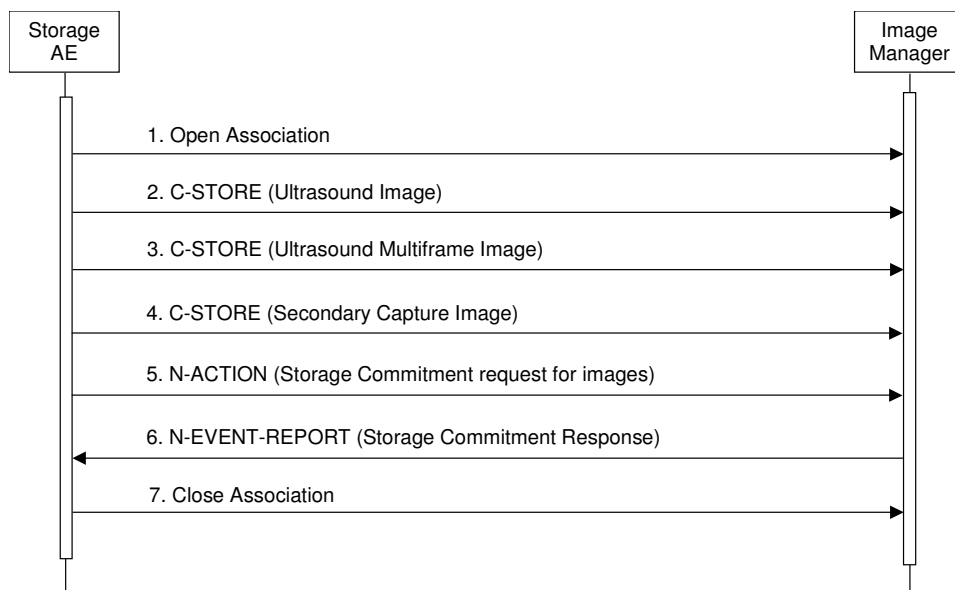 Storage
AE
Image
Manager
1. Open Association
2. C-STORE (Ultrasound Image)
3. C-STORE (Ultrasound Multiframe Image)
4. C-STORE (Secondary Capture Image)
5. N-ACTION (Storage Commitment request for images)
6. N-EVENT-REPORT (Storage Commitment Response)
7. Close Association